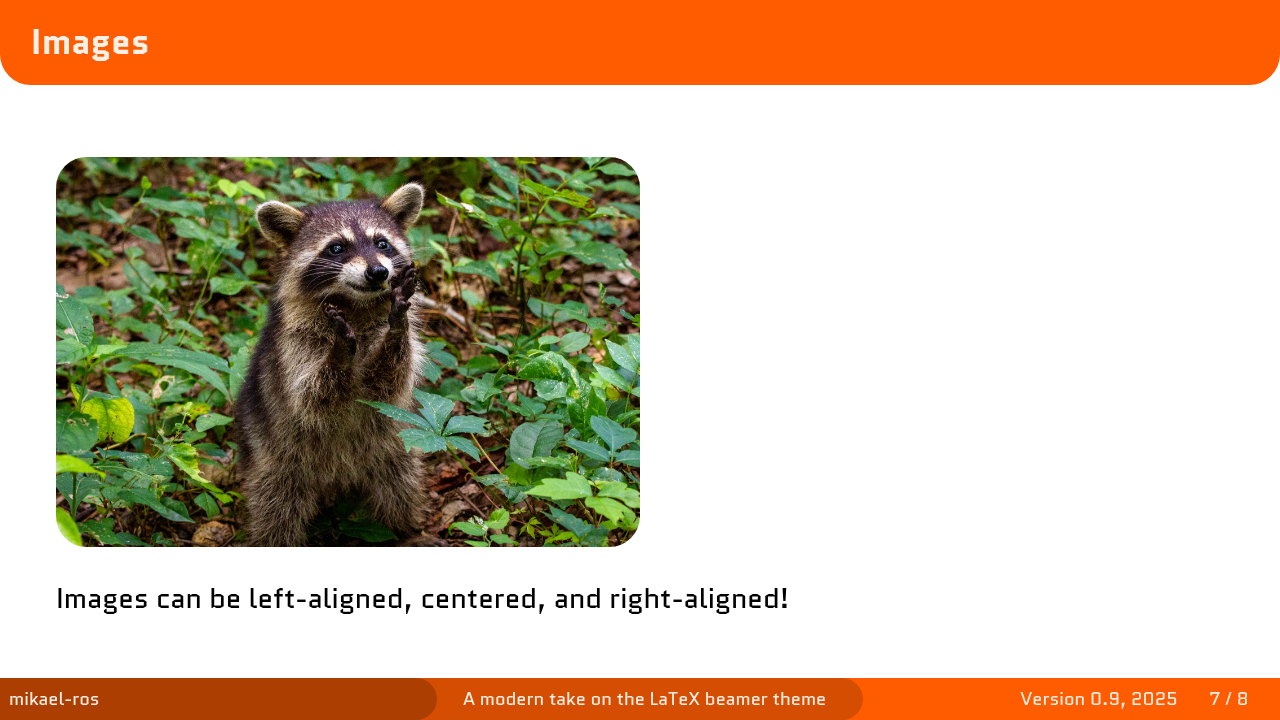 Images
Images can be left-aligned, centered, and right-aligned!
mikael-ros
A modern take on the LaTeX beamer theme
Version 0.9, 2025
7 / 8